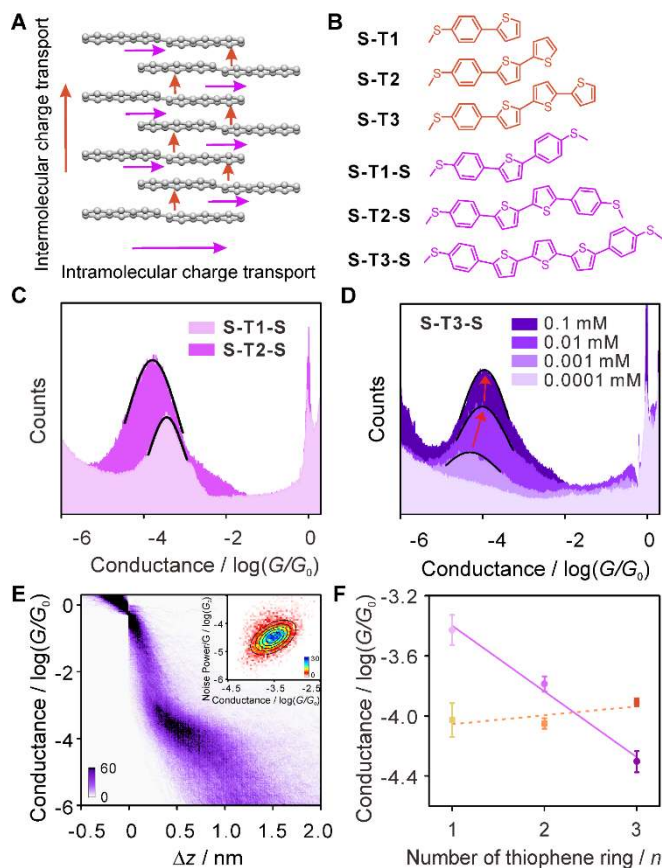 A
Intermolecular charge transport
Intramolecular charge transport
B
S-T1
S-T2
S-T3
S-T1-S
S-T2-S
S-T3-S
S S
S S S
S S S S
S S S
S S S S
S S S S S
C
S-T1-S
S-T2-S
Counts
-6 -4 -2 0
Conductance / log(G/G₀)
D
S-T3-S
0.1 mM
0.01 mM
0.001 mM
0.0001 mM
Counts
-6 -4 -2 0
Conductance / log(G/G₀)
E
Conductance / log(G/G₀)
0
-2
-4
-6
60
0
-0.5 0 0.5 1.0 1.5 2.0
Δz / nm
Noise Power/G / log(G₀)
30
0
-4.5 -3.5 -2.5
Conductance / log(G/G₀)
F
Conductance / log(G/G₀)
-3.2
-3.6
-4.0
-4.4
1 2 3
Number of thiophene ring / n